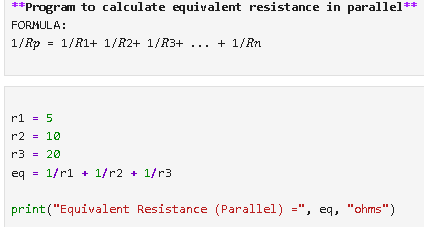 **Program to calculate equivalent resistance in parallel**
FORMULA:
1/Rp = 1/R1+ 1/R2+ 1/R3+ ... + 1/Rn
r1 = 5
r2 = 10
r3 = 20
eq = 1/r1 + 1/r2 + 1/r3
print("Equivalent Resistance (Parallel) =", eq, "ohms")